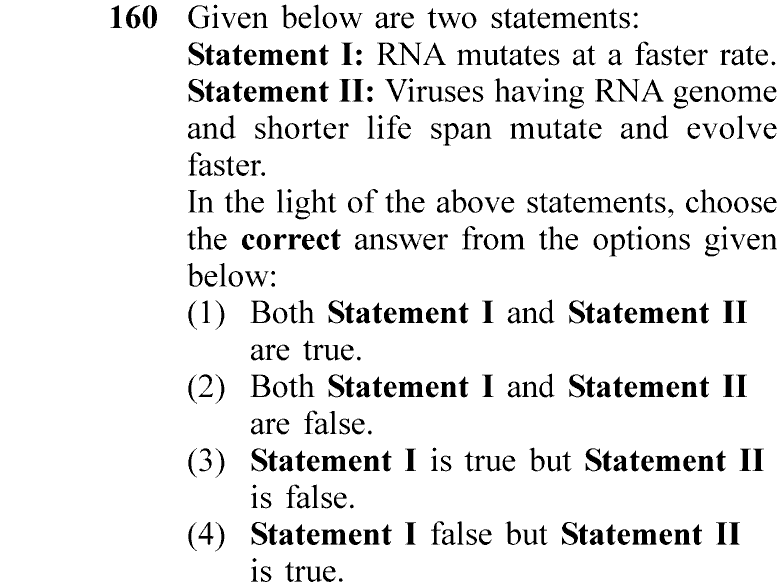 160 Given below are two statements:
Statement I: RNA mutates at a faster rate.
Statement II: Viruses having RNA genome
and shorter life span mutate and evolve
faster.
In the light of the above statements, choose
the correct answer from the options given
below:
(1) Both Statement I and Statement II
are true.
(2) Both Statement I and Statement II
are false.
(3) Statement I is true but Statement II
is false.
(4) Statement I false but Statement II
is true.